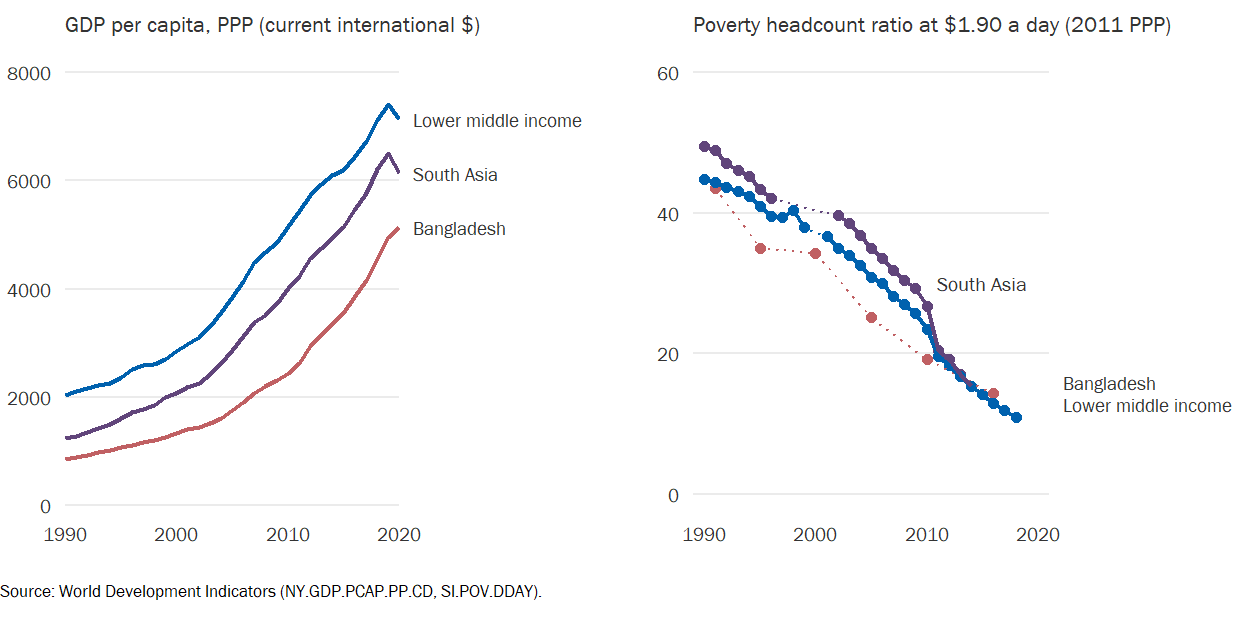 GDP per capita, PPP (current international $)
8000
6000
4000
2000
0
1990 2000 2010 2020
Lower middle income
South Asia
Bangladesh
Poverty headcount ratio at $1.90 a day (2011 PPP)
60
40
20
0
1990 2000 2010 2020
South Asia
Bangladesh
Lower middle income
Source: World Development Indicators (NY.GDP.PCAP.PP.CD, SI.POV.DDAY).